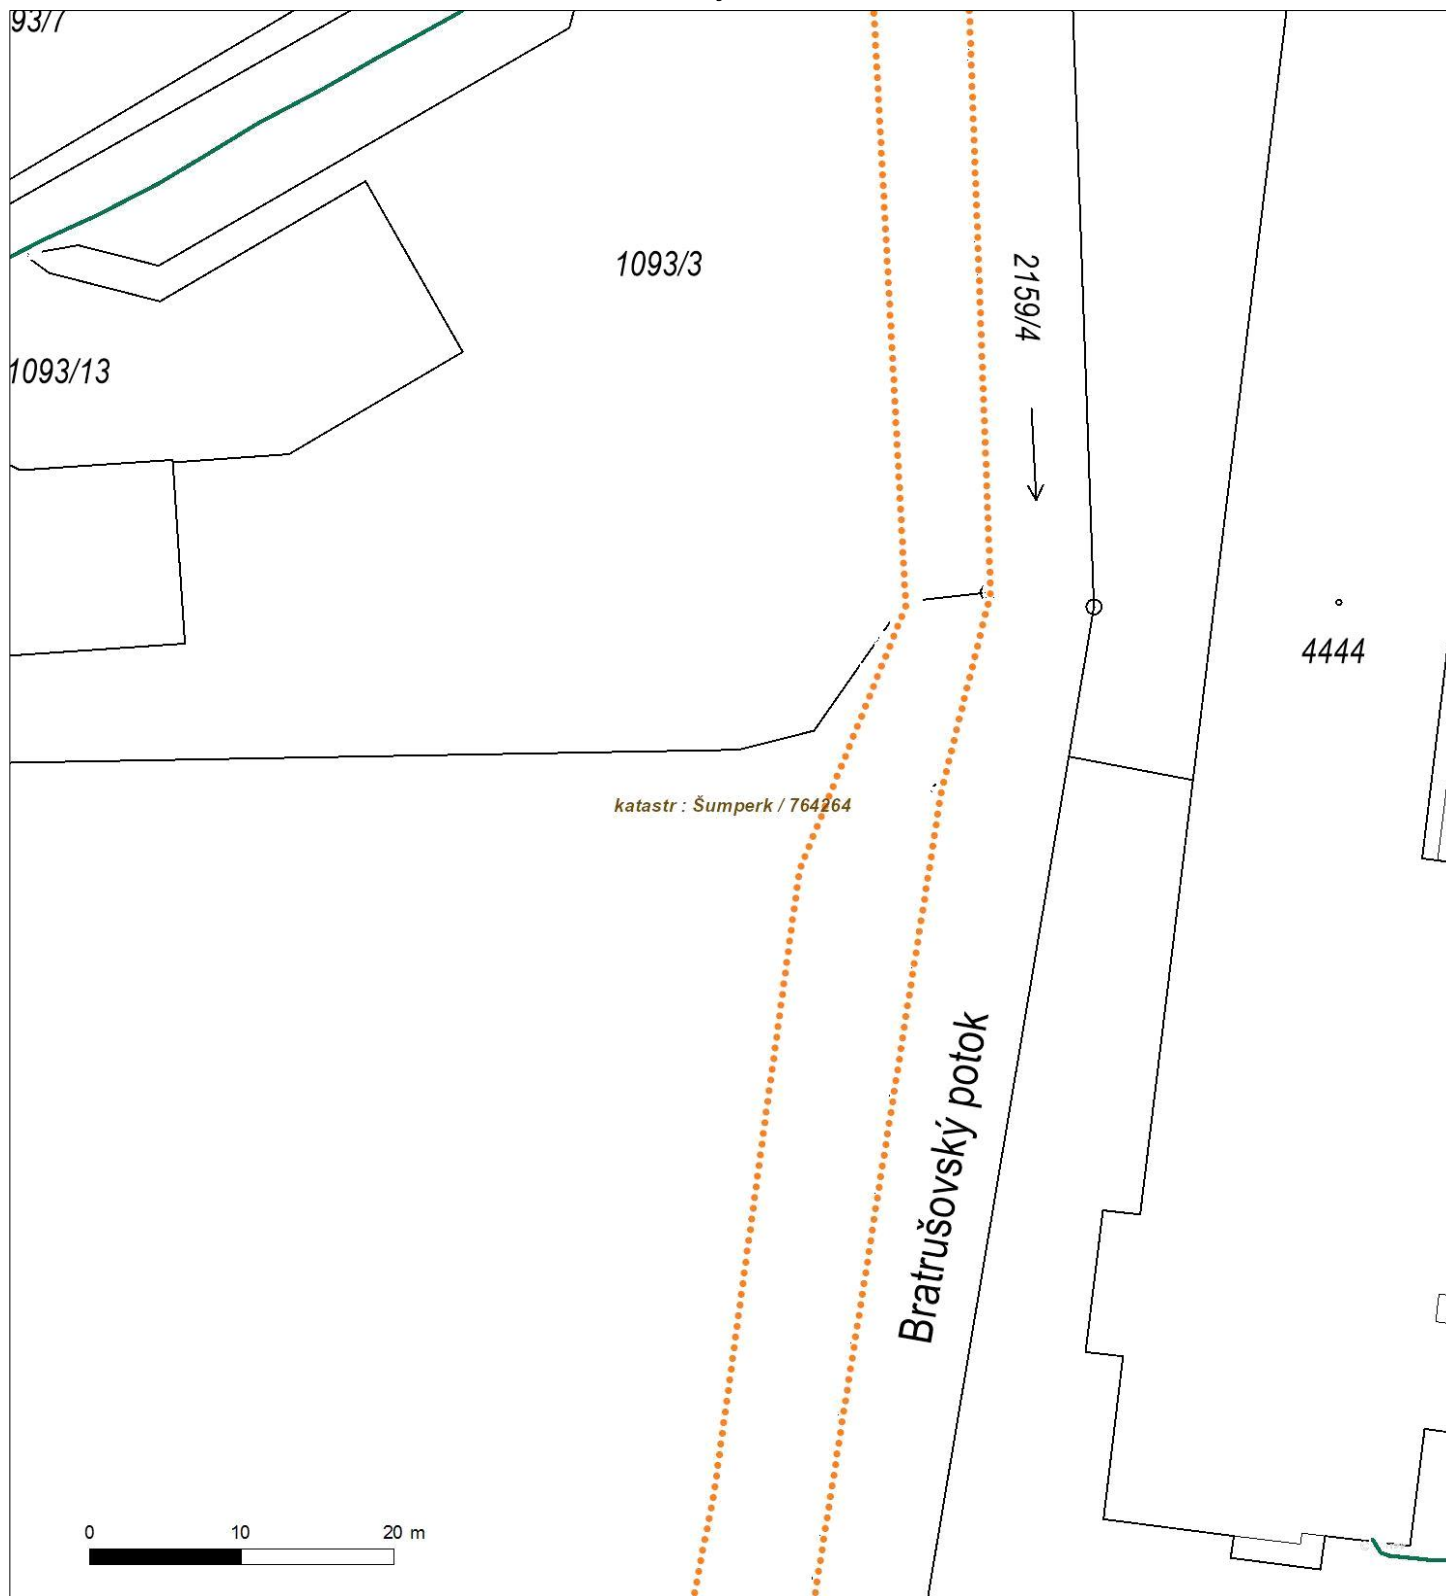 93/7
1093/3
2159/4
1093/13
4444
katastr : Šumperk / 764264
Bratrušovský potok
0 10 20 m